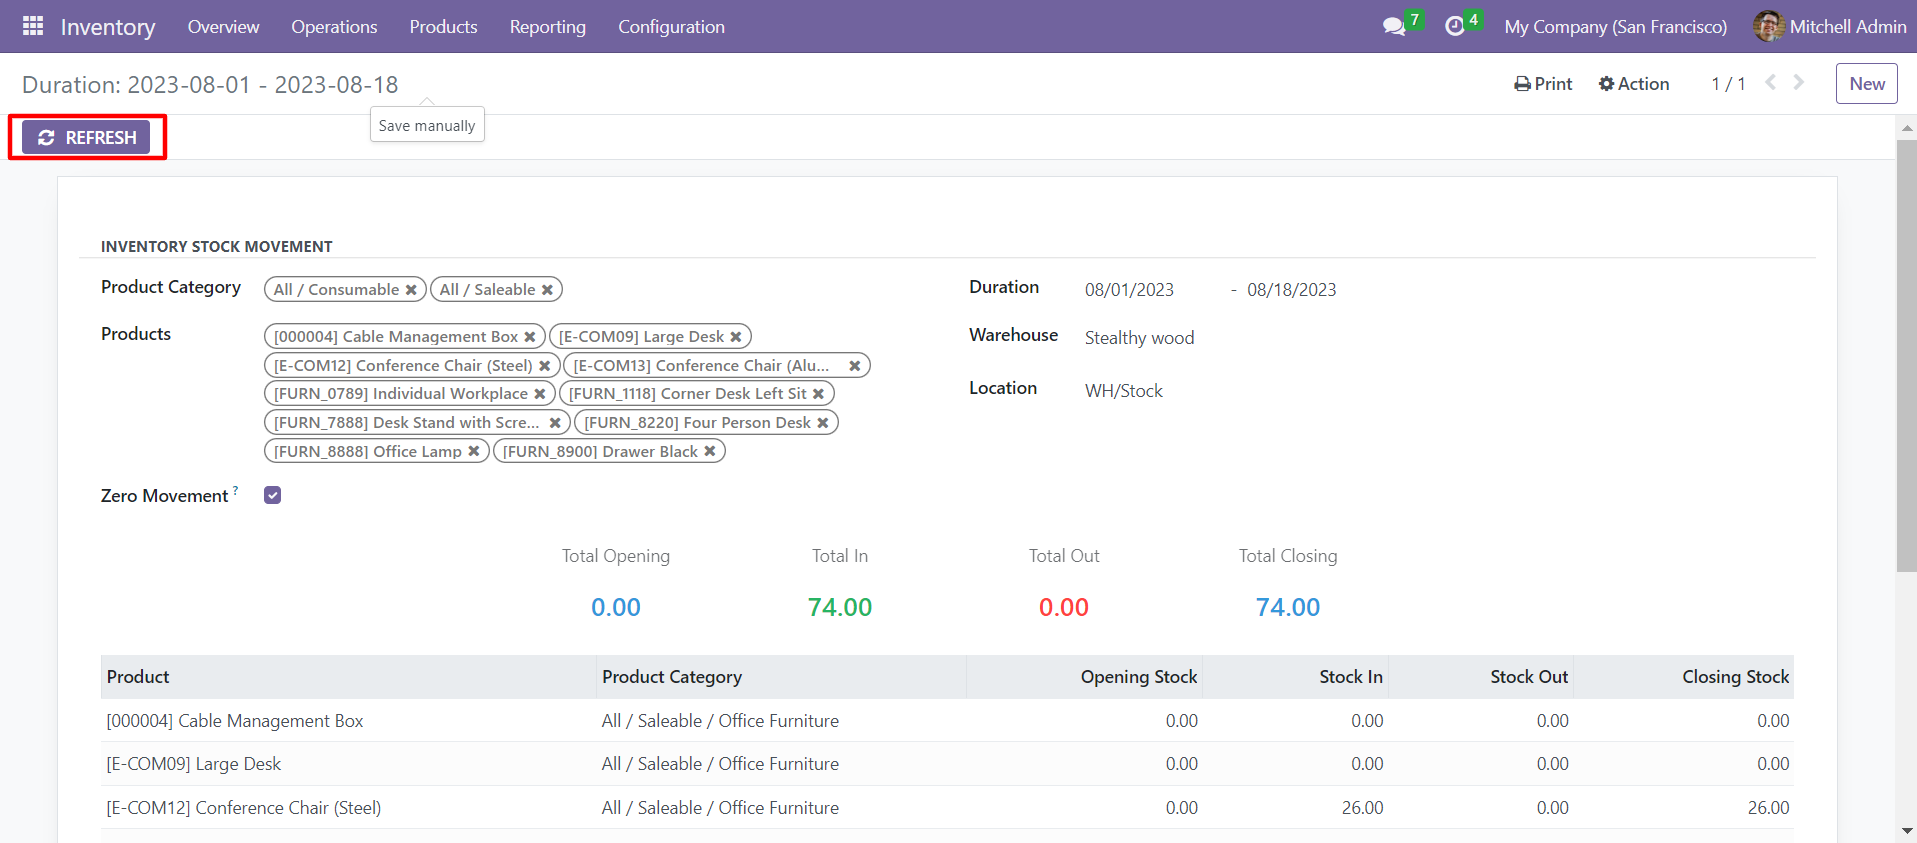 Inventory Overview Operations Products Reporting Configuration 7 4 My Company (San Francisco) Mitchell Admin
Duration: 2023-08-01 - 2023-08-18 Print Action 1 / 1 New
Save manually
REFRESH
INVENTORY STOCK MOVEMENT
Product Category All / Consumable All / Saleable Duration 08/01/2023 - 08/18/2023
Products [000004] Cable Management Box [E-COM09] Large Desk Warehouse Stealthy wood
[E-COM12] Conference Chair (Steel) [E-COM13] Conference Chair (Alu...
[FURN_0789] Individual Workplace [FURN_1118] Corner Desk Left Sit Location WH/Stock
[FURN_7888] Desk Stand with Scre... [FURN_8220] Four Person Desk
[FURN_8888] Office Lamp [FURN_8900] Drawer Black
Zero Movement ?
Total Opening Total In Total Out Total Closing
0.00 74.00 0.00 74.00
Product Product Category Opening Stock Stock In Stock Out Closing Stock
[000004] Cable Management Box All / Saleable / Office Furniture 0.00 0.00 0.00 0.00
[E-COM09] Large Desk All / Saleable / Office Furniture 0.00 0.00 0.00 0.00
[E-COM12] Conference Chair (Steel) All / Saleable / Office Furniture 0.00 26.00 0.00 26.00